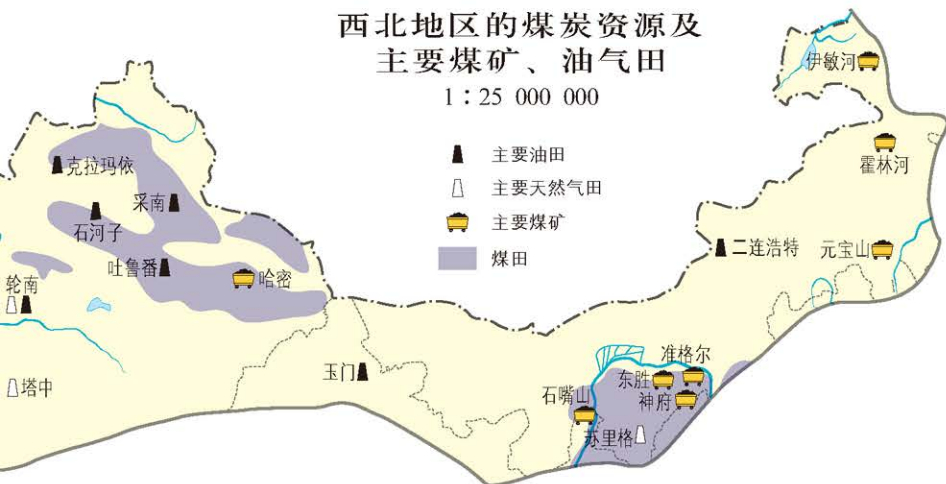 西北地区的煤炭资源及
主要煤矿、油气田
1∶25 000 000
主要油田
主要天然气田
主要煤矿
煤田
伊敏河
霍林河
克拉玛依
采南
石河子
二连浩特
元宝山
吐鲁番
哈密
轮南
玉门
塔中
准格尔
东胜
石嘴山
神府
苏里格